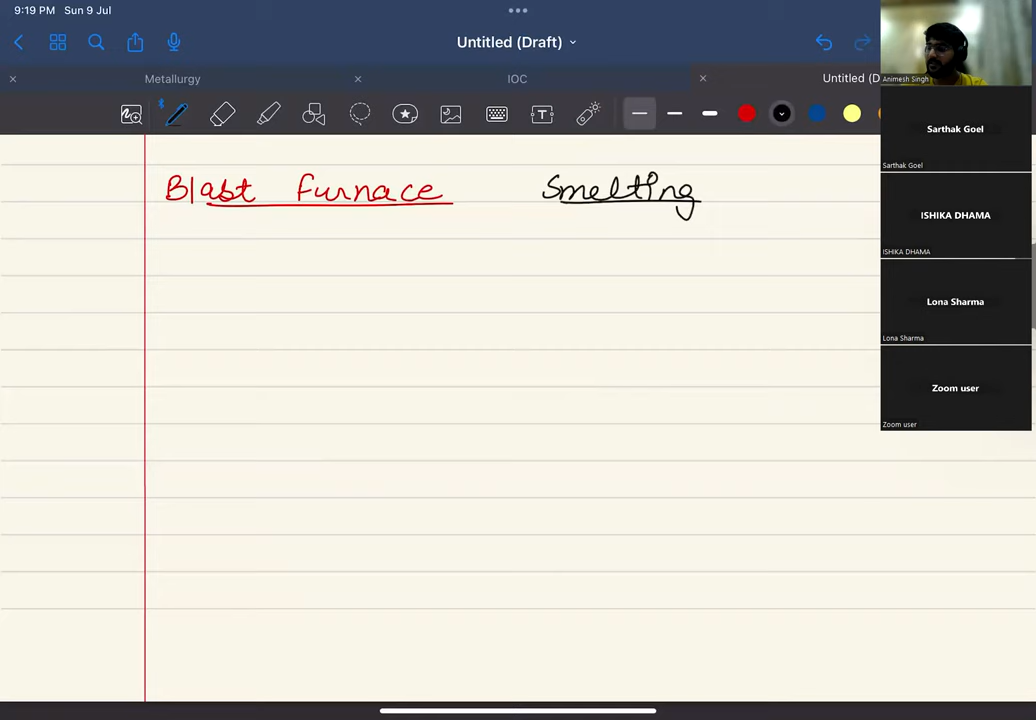 9:19 PM Sun 9 Jul
Untitled (Draft)
Metallurgy
IOC
Untitled (D
Animesh Singh
Blast Furnace Smelting
Sarthak Goel
Sarthak Goel
ISHIKA DHAMA
ISHIKA DHAMA
Lona Sharma
Lona Sharma
Zoom user
Zoom user